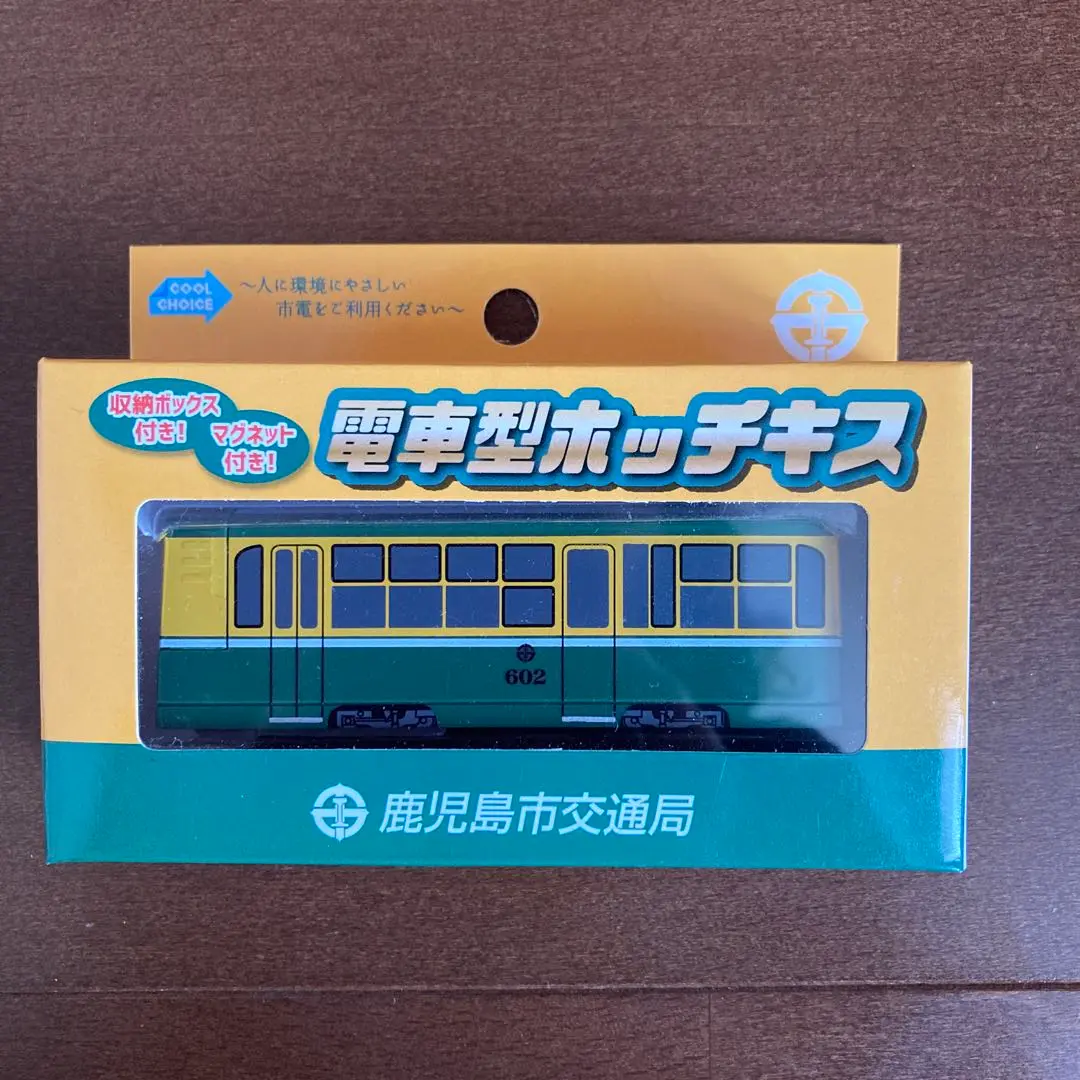 COOL
CHOICE
～人に環境にやさしい
市電をご利用ください～
収納ボックス
付き!
マグネット
付き!
電車型ホッチキス
602
鹿児島市交通局